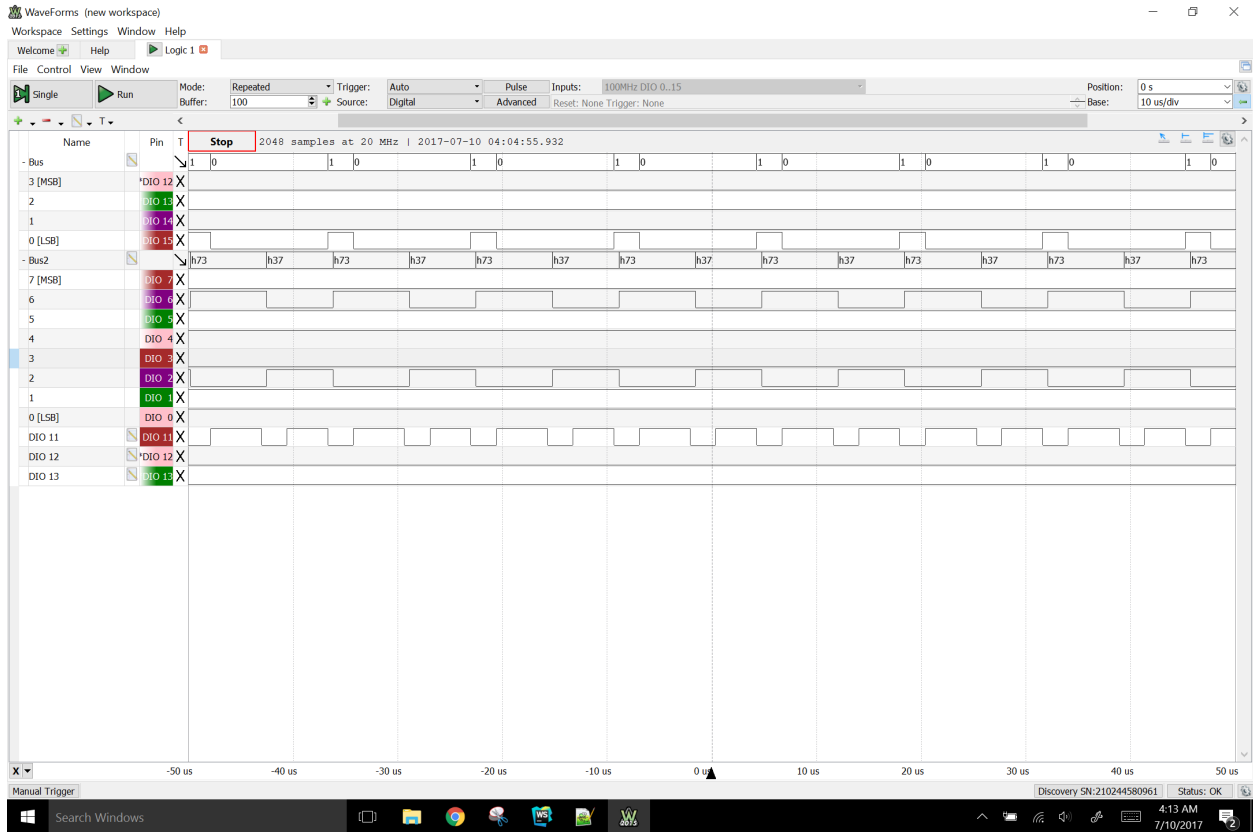 WaveForms (new workspace)
Workspace Settings Window Help
Welcome Help Logic 1
File Control View Window
Single Run Mode: Repeated Trigger: Auto Pulse Inputs: 100MHz DIO 0..15 Position: 0 s
Buffer: 100 Source: Digital Advanced Reset: None Trigger: None Base: 10 us/div
Name Pin T Stop 2048 samples at 20 MHz | 2017-07-10 04:04:55.932
- Bus 1 0 1 0 1 0 1 0 1 0 1 0 1 0 1 0
3 [MSB] *DIO 12 X
2 DIO 13 X
1 DIO 14 X
0 [LSB] DIO 15 X
- Bus2 h73 h37 h73 h37 h73 h37 h73 h37 h73 h37 h73 h37 h73 h37 h73
7 [MSB] DIO 7 X
6 DIO 6 X
5 DIO 5 X
4 DIO 4 X
3 DIO 3 X
2 DIO 2 X
1 DIO 1 X
0 [LSB] DIO 0 X
DIO 11 DIO 11 X
DIO 12 *DIO 12 X
DIO 13 DIO 13 X
X -50 us -40 us -30 us -20 us -10 us 0 us 10 us 20 us 30 us 40 us 50 us
Manual Trigger Discovery SN:210244580961 Status: OK
Search Windows WS 2015 4:13 AM
7/10/2017 2